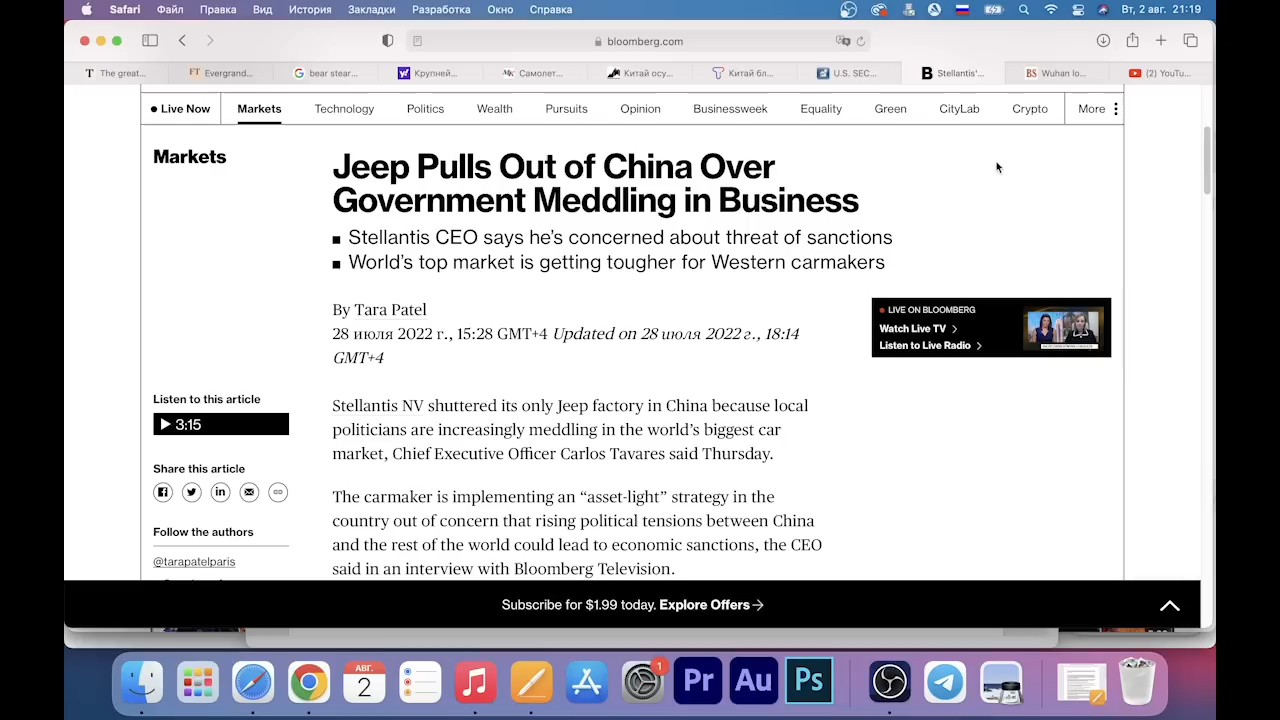 Safari Файл Правка Вид История Закладки Разработка Окно Справка Вт, 2 авг. 21:19
bloomberg.com
The great... Evergrand... bear stear... Крупней... Самолет... Китай осу... Китай бл... U.S. SEC... Stellantis'... Wuhan lo... (2) YouTu...
Live Now Markets Technology Politics Wealth Pursuits Opinion Businessweek Equality Green CityLab Crypto More
Markets
Jeep Pulls Out of China Over
Government Meddling in Business
Stellantis CEO says he's concerned about threat of sanctions
World's top market is getting tougher for Western carmakers
By Tara Patel
28 июля 2022 г., 15:28 GMT+4 Updated on 28 июля 2022 г., 18:14
GMT+4
LIVE ON BLOOMBERG
Watch Live TV
Listen to Live Radio
Listen to this article
3:15
Share this article
Follow the authors
@tarapatelparis
Stellantis NV shuttered its only Jeep factory in China because local
politicians are increasingly meddling in the world's biggest car
market, Chief Executive Officer Carlos Tavares said Thursday.
The carmaker is implementing an “asset-light” strategy in the
country out of concern that rising political tensions between China
and the rest of the world could lead to economic sanctions, the CEO
said in an interview with Bloomberg Television.
Subscribe for $1.99 today. Explore Offers
АВГ.
2
1
Pr Au Ps